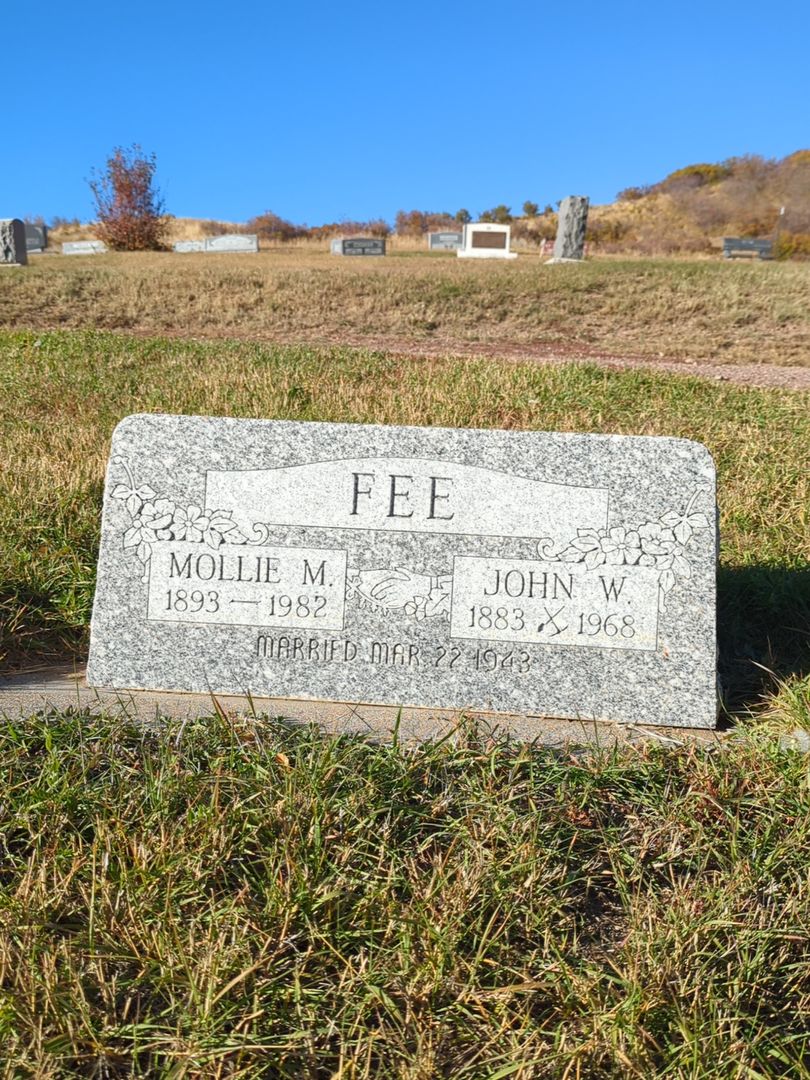 FEE
MOLLIE M.
1893 — 1982
JOHN W.
1883 1968
MARRIED MAR. 22 1943